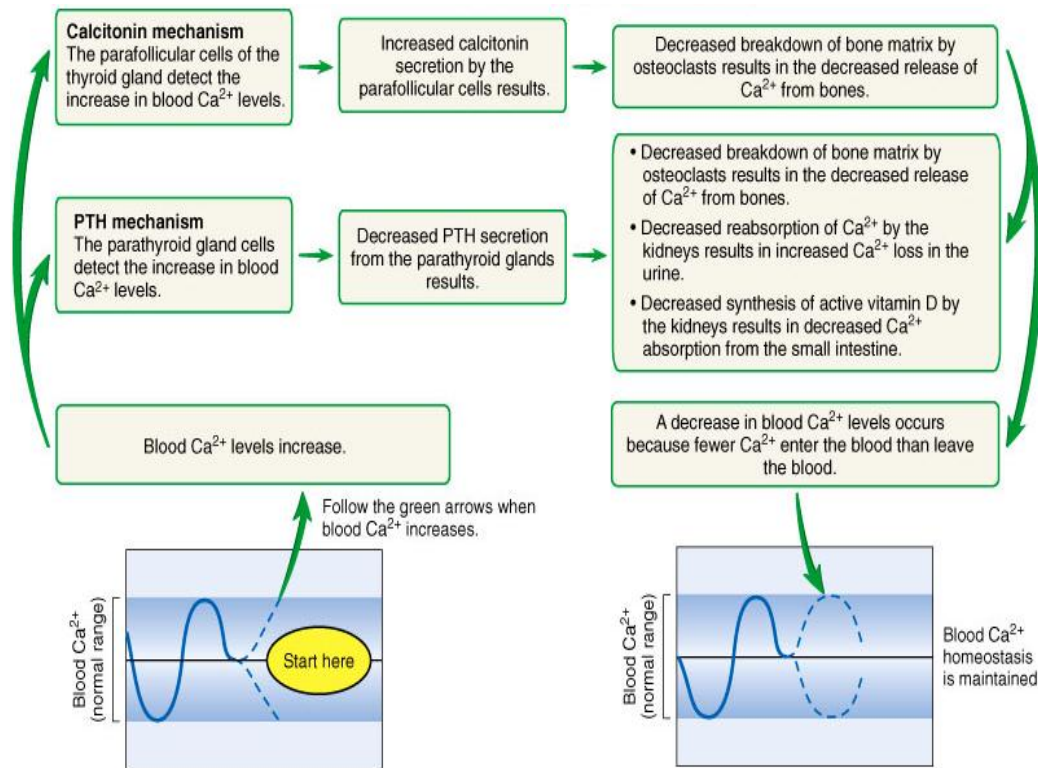 Calcitonin mechanism
The parafollicular cells of the
thyroid gland detect the
increase in blood Ca²⁺ levels.
Increased calcitonin
secretion by the
parafollicular cells results.
Decreased breakdown of bone matrix by
osteoclasts results in the decreased release of
Ca²⁺ from bones.
PTH mechanism
The parathyroid gland cells
detect the increase in blood
Ca²⁺ levels.
Decreased PTH secretion
from the parathyroid glands
results.
• Decreased breakdown of bone matrix by
osteoclasts results in the decreased release
of Ca²⁺ from bones.
• Decreased reabsorption of Ca²⁺ by the
kidneys results in increased Ca²⁺ loss in the
urine.
• Decreased synthesis of active vitamin D by
the kidneys results in decreased Ca²⁺
absorption from the small intestine.
Blood Ca²⁺ levels increase.
A decrease in blood Ca²⁺ levels occurs
because fewer Ca²⁺ enter the blood than leave
the blood.
Follow the green arrows when
blood Ca²⁺ increases.
Blood Ca²⁺
(normal range)
Start here
Blood Ca²⁺
(normal range)
Blood Ca²⁺
homeostasis
is maintained